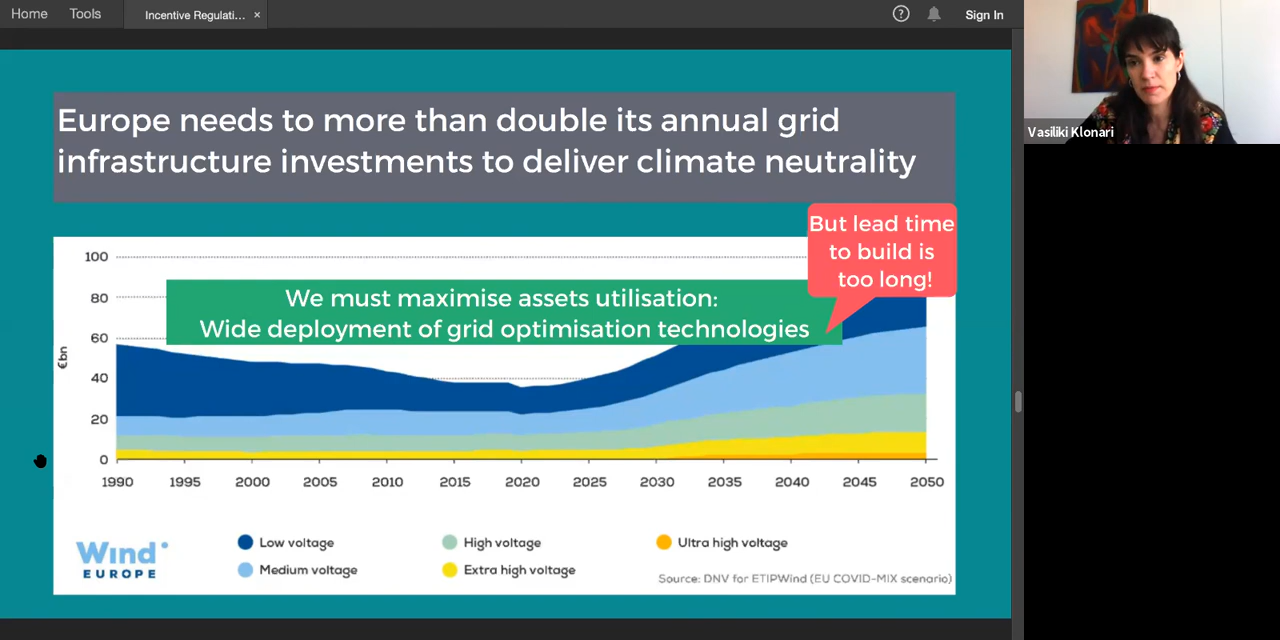 Home
Tools
Incentive Regulati...
×
?
Sign In
Europe needs to more than double its annual grid
infrastructure investments to deliver climate neutrality
Vasiliki Klonari
But lead time
to build is
too long!
We must maximise assets utilisation:
Wide deployment of grid optimisation technologies
€bn
100
80
60
40
20
0
1990 1995 2000 2005 2010 2015 2020 2025 2030 2035 2040 2045 2050
Low voltage
High voltage
Ultra high voltage
Medium voltage
Extra high voltage
Wind
EUROPE
Source: DNV for ETIPWind (EU COVID-MIX scenario)